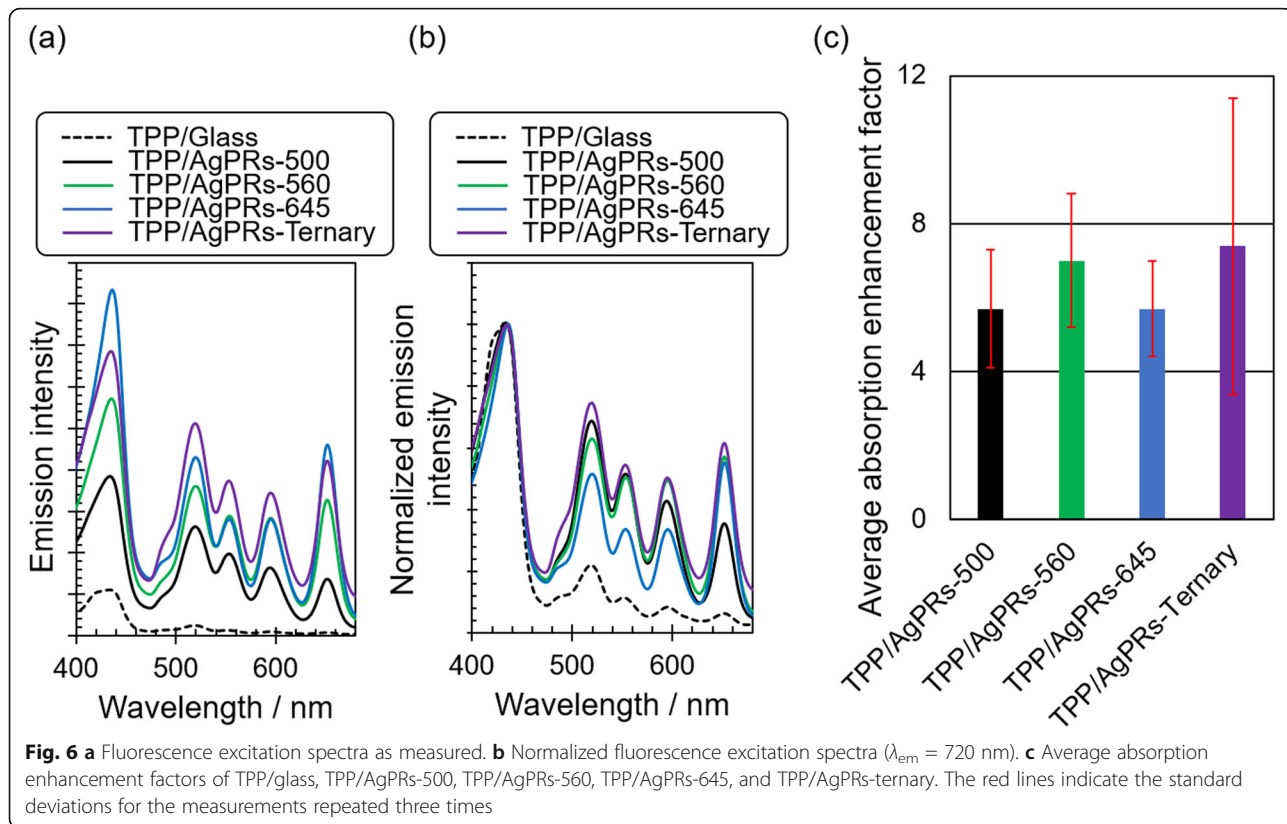 (a)
TPP/Glass
TPP/AgPRs-500
TPP/AgPRs-560
TPP/AgPRs-645
TPP/AgPRs-Ternary
Emission intensity
400 500 600
Wavelength / nm
(b)
TPP/Glass
TPP/AgPRs-500
TPP/AgPRs-560
TPP/AgPRs-645
TPP/AgPRs-Ternary
Normalized emission
intensity
400 500 600
Wavelength / nm
(c)
Average absorption enhancement factor
12
8
4
0
TPP/AgPRs-500
TPP/AgPRs-560
TPP/AgPRs-645
TPP/AgPRs-Ternary
Fig. 6 a Fluorescence excitation spectra as measured. b Normalized fluorescence excitation spectra (λem = 720 nm). c Average absorption
enhancement factors of TPP/glass, TPP/AgPRs-500, TPP/AgPRs-560, TPP/AgPRs-645, and TPP/AgPRs-ternary. The red lines indicate the standard
deviations for the measurements repeated three times